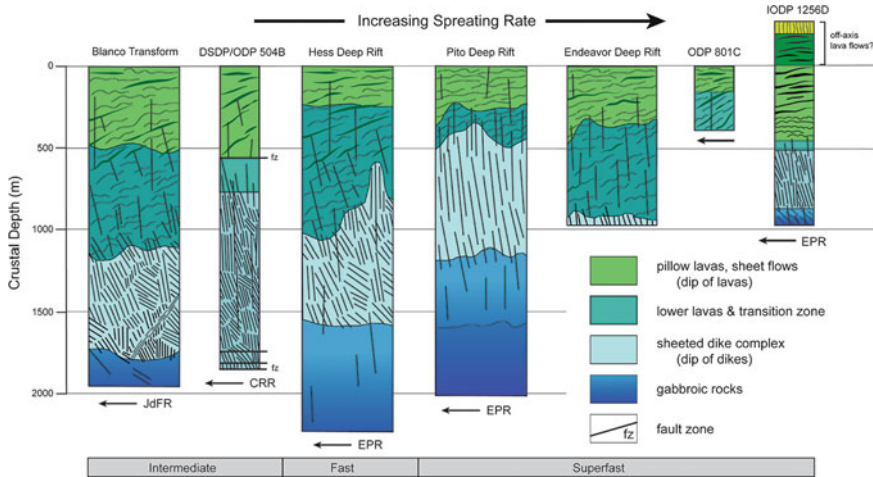 Increasing Spreating Rate
IODP 1256D
Blanco Transform
DSDP/ODP 504B
Hess Deep Rift
Pito Deep Rift
Endeavor Deep Rift
ODP 801C
off-axis
lava flows?
0
500
1000
1500
2000
Crustal Depth (m)
fz
fz
JdFR
CRR
EPR
EPR
EPR
pillow lavas, sheet flows
(dip of lavas)
lower lavas & transition zone
sheeted dike complex
(dip of dikes)
gabbroic rocks
fz
fault zone
Intermediate
Fast
Superfast